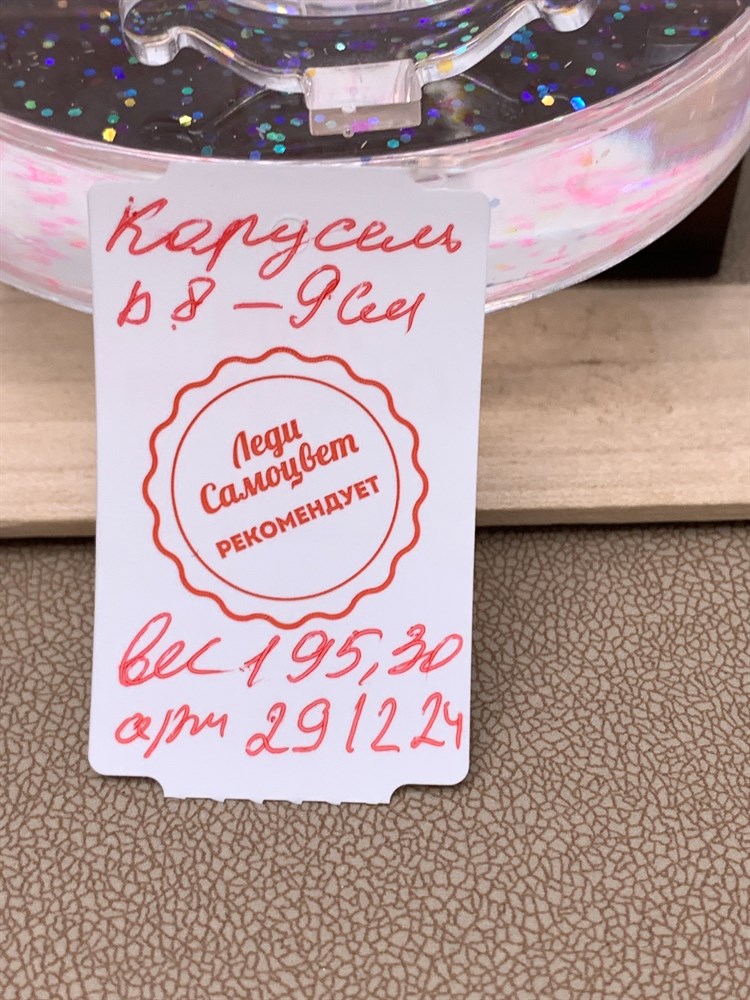 Карусель
р.8-9см
Леди
Самоцвет
РЕКОМЕНДУЕТ
вес 195,30
арт 291224